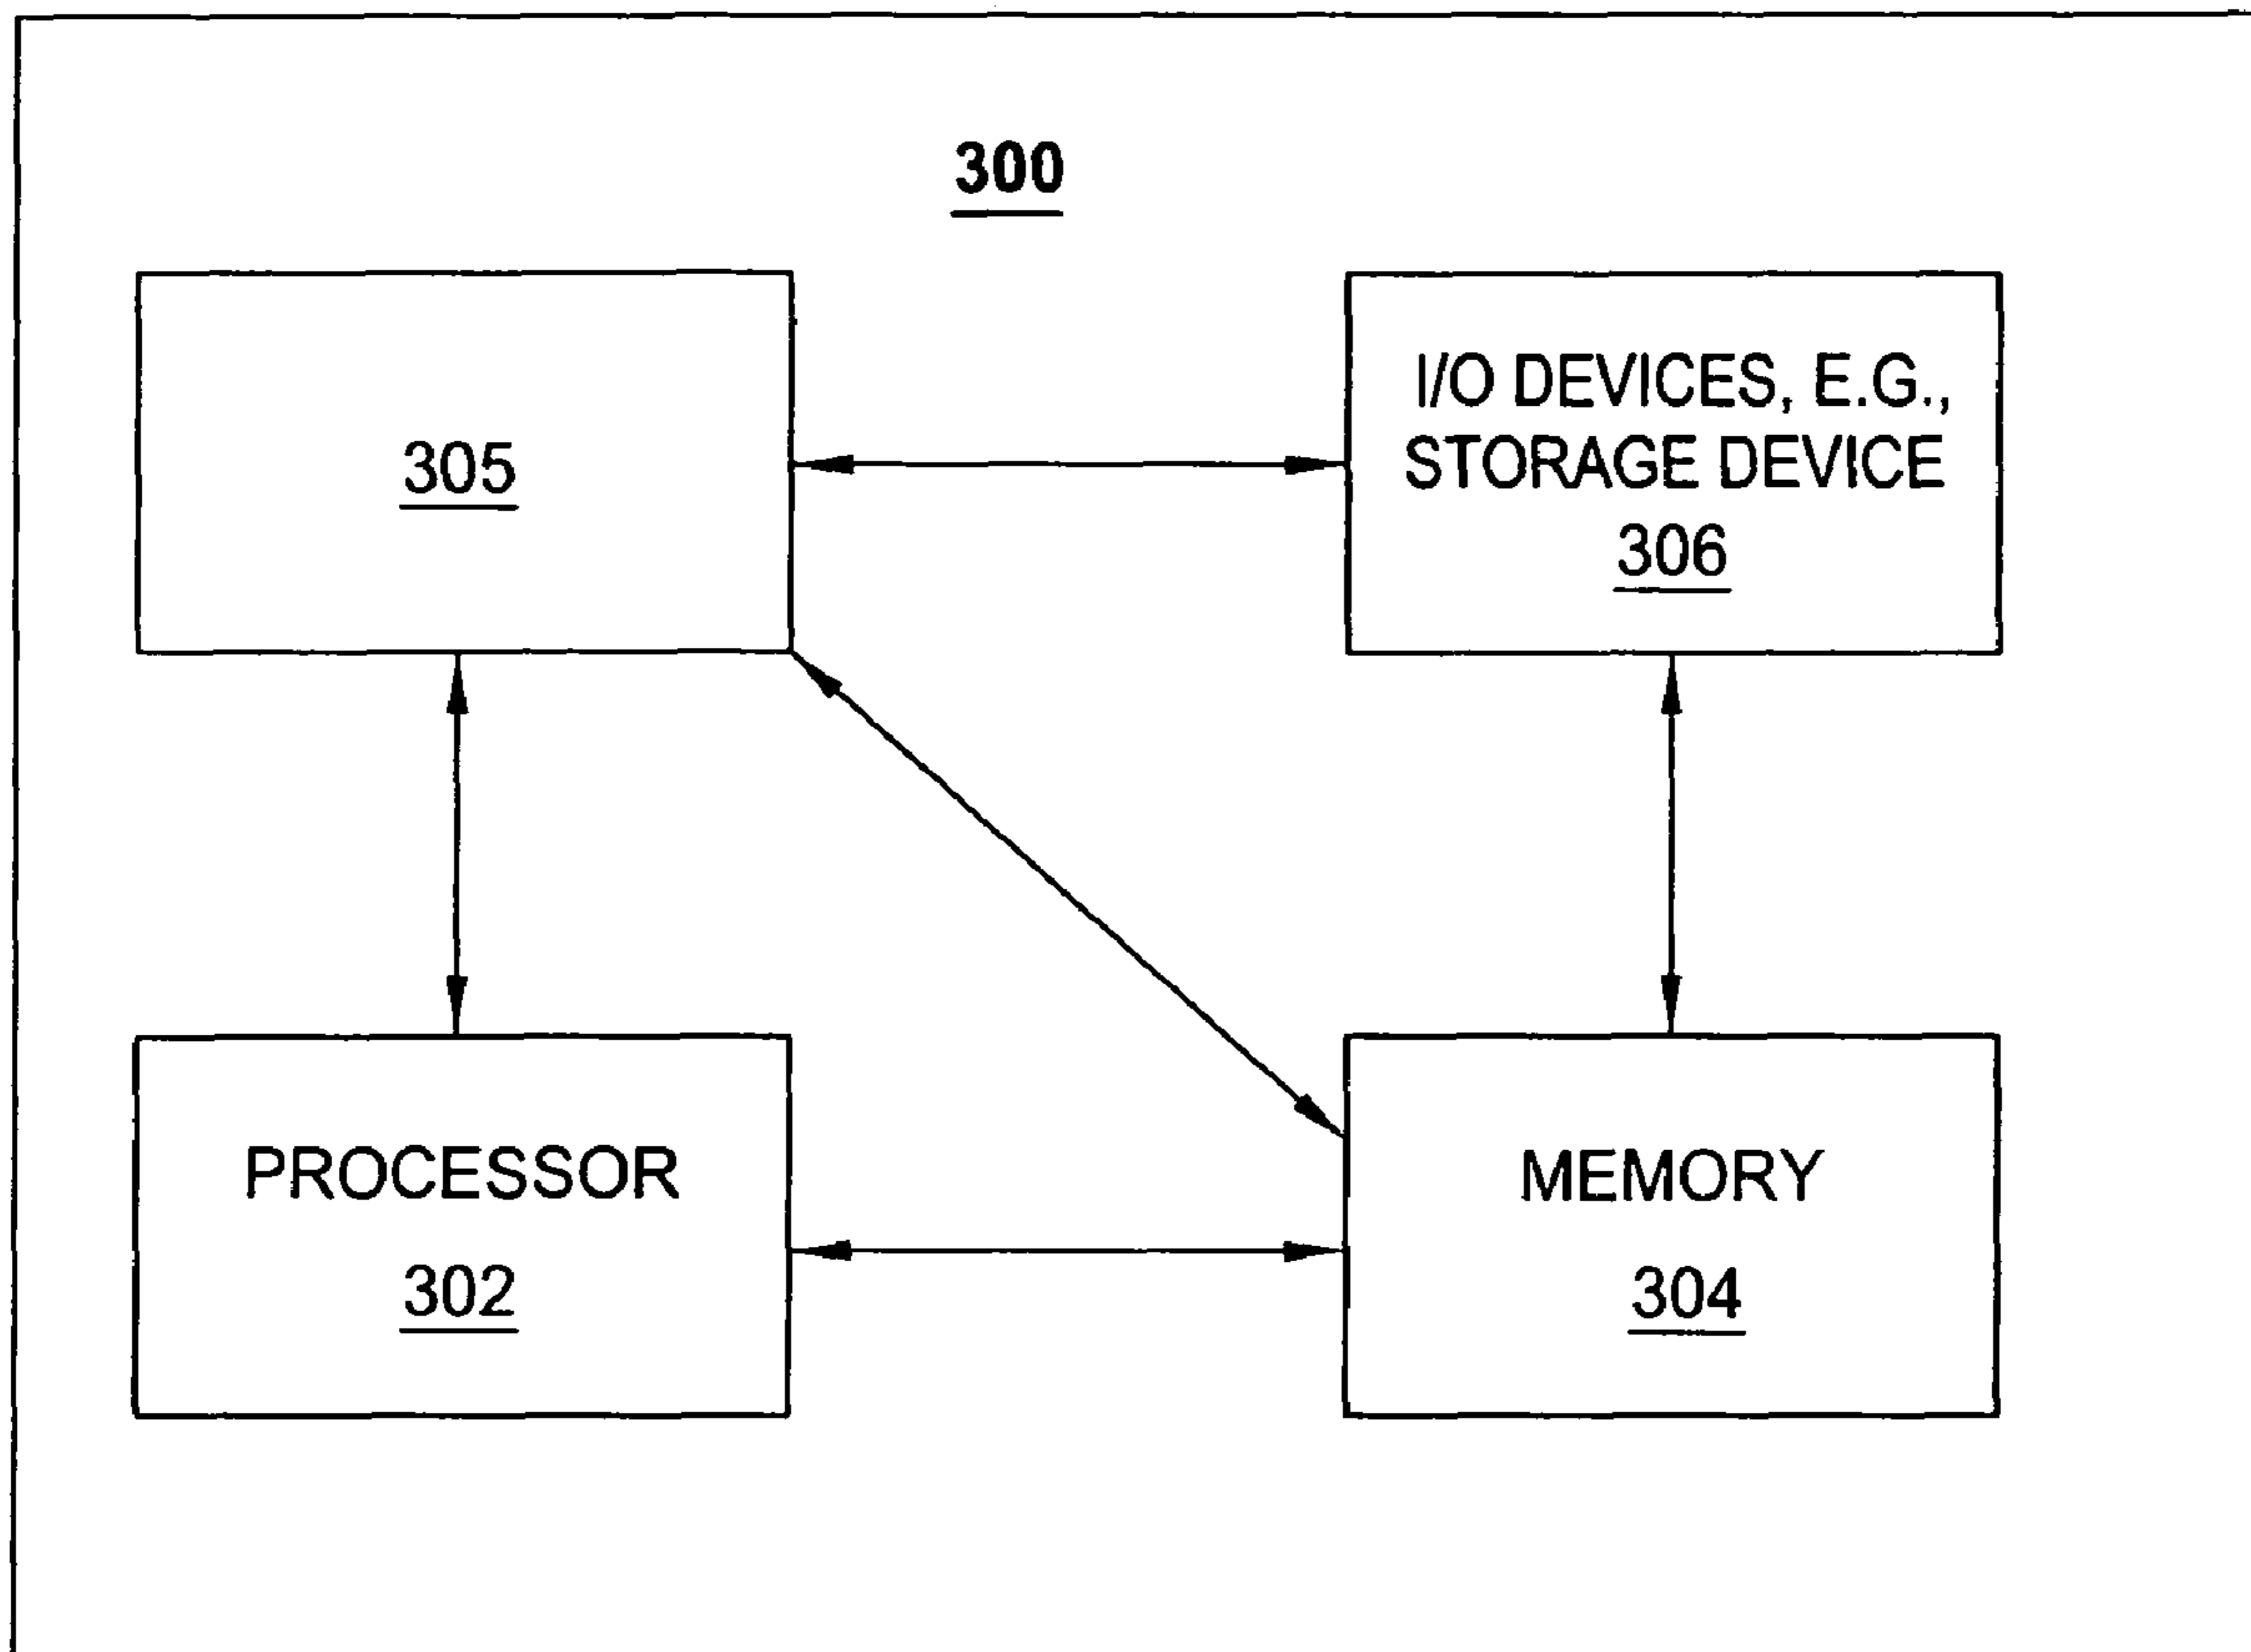 300
305
I/O DEVICES, E.G.,
STORAGE DEVICE
306
PROCESSOR
302
MEMORY
304